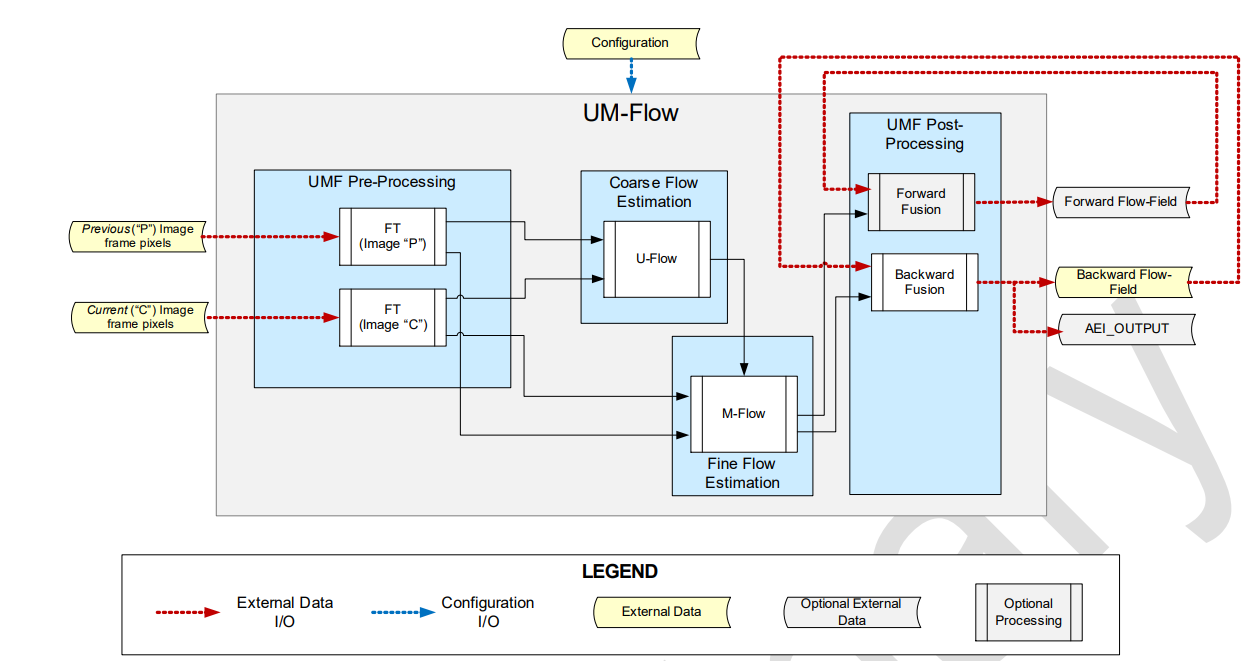 Configuration
UM-Flow
UMF Pre-Processing
Previous ("P") Image
frame pixels
FT
(Image "P")
Current ("C") Image
frame pixels
FT
(Image "C")
Coarse Flow
Estimation
U-Flow
M-Flow
Fine Flow
Estimation
UMF Post-
Processing
Forward
Fusion
Backward
Fusion
Forward Flow-Field
Backward Flow-
Field
AEI_OUTPUT
LEGEND
External Data
I/O
Configuration
I/O
External Data
Optional External
Data
Optional
Processing